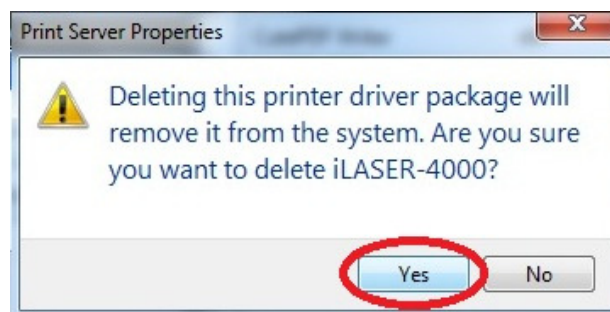 Print Server Properties
Deleting this printer driver package will
remove it from the system. Are you sure
you want to delete iLASER-4000?
Yes No